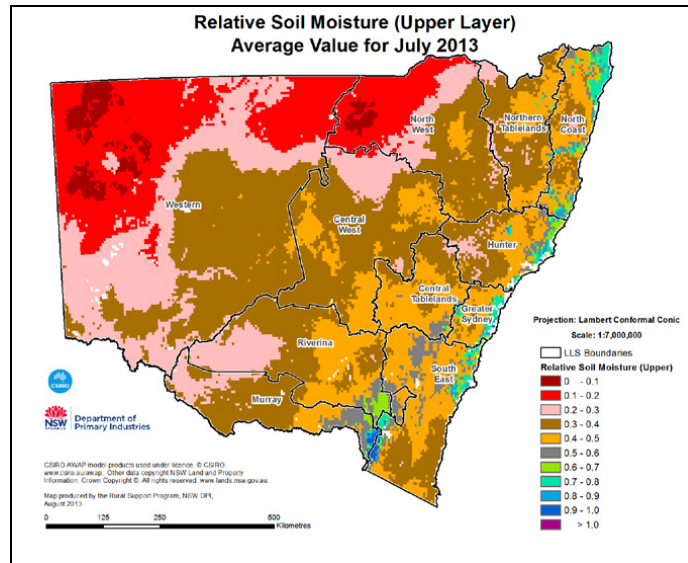 Relative Soil Moisture (Upper Layer)
Average Value for July 2013
North
West
Northern
Tablelands
North
Coast
Western
Central
West
Hunter
Central
Tablelands
Greater
Sydney
Riverina
South
East
Murray
Projection: Lambert Conformal Conic
Scale: 1:7,000,000
LLS Boundaries
Relative Soil Moisture (Upper)
0 - 0.1
0.1 - 0.2
0.2 - 0.3
0.3 - 0.4
0.4 - 0.5
0.5 - 0.6
0.6 - 0.7
0.7 - 0.8
0.8 - 0.9
0.9 - 1.0
> 1.0
CSIRO
NSW
GOVERNMENT
Department of
Primary Industries
CSIRO AWAP model products used under licence. © CSIRO.
www.csiro.au/awap. Other data copyright NSW Land and Property
Information. Crown Copyright ©. All rights reserved. www.lands.nsw.gov.au.
Map produced by the Rural Support Program, NSW DPI,
August 2013.
0 125 250 500
Kilometres